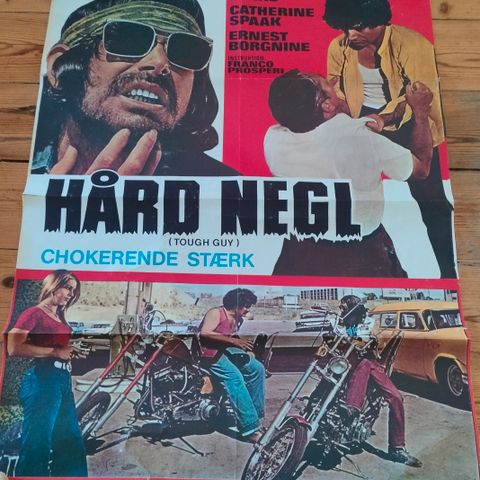 CATHERINE
SPAAK
ERNEST
BORGNINE
INSTRUKTION:
FRANCO
PROSPERI
HÅRD NEGL
(TOUGH GUY)
CHOKERENDE STÆRK